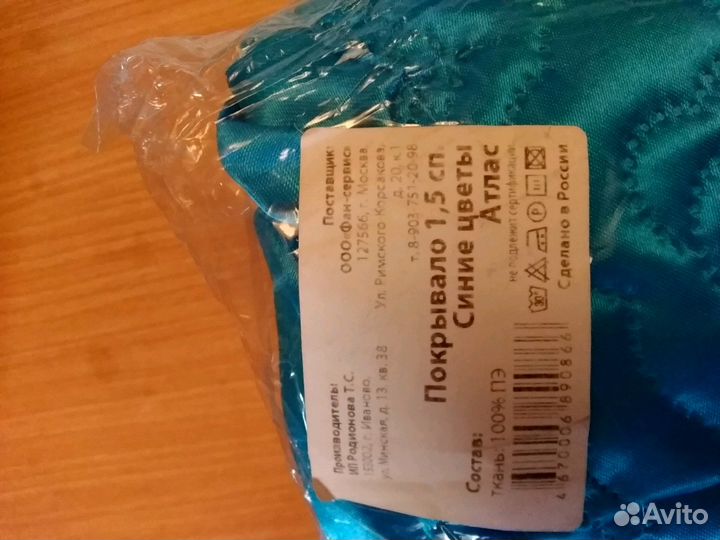 Производитель:
ИП Родионова Т.С.
153002, г. Иваново,
ул. Минская, д. 13. кв. 38
Поставщик:
ООО «Фан-сервис»
127566, г. Москва,
Ул. Римского-Корсакова,
д. 20, к.1
т. 8-903 751-20-98
Покрывало 1,5 сп.
Синие цветы
Атлас
Состав:
ткань: 100% ПЭ
не подлежит сертификации
30°
Сделано в России
4670006890866
Avito